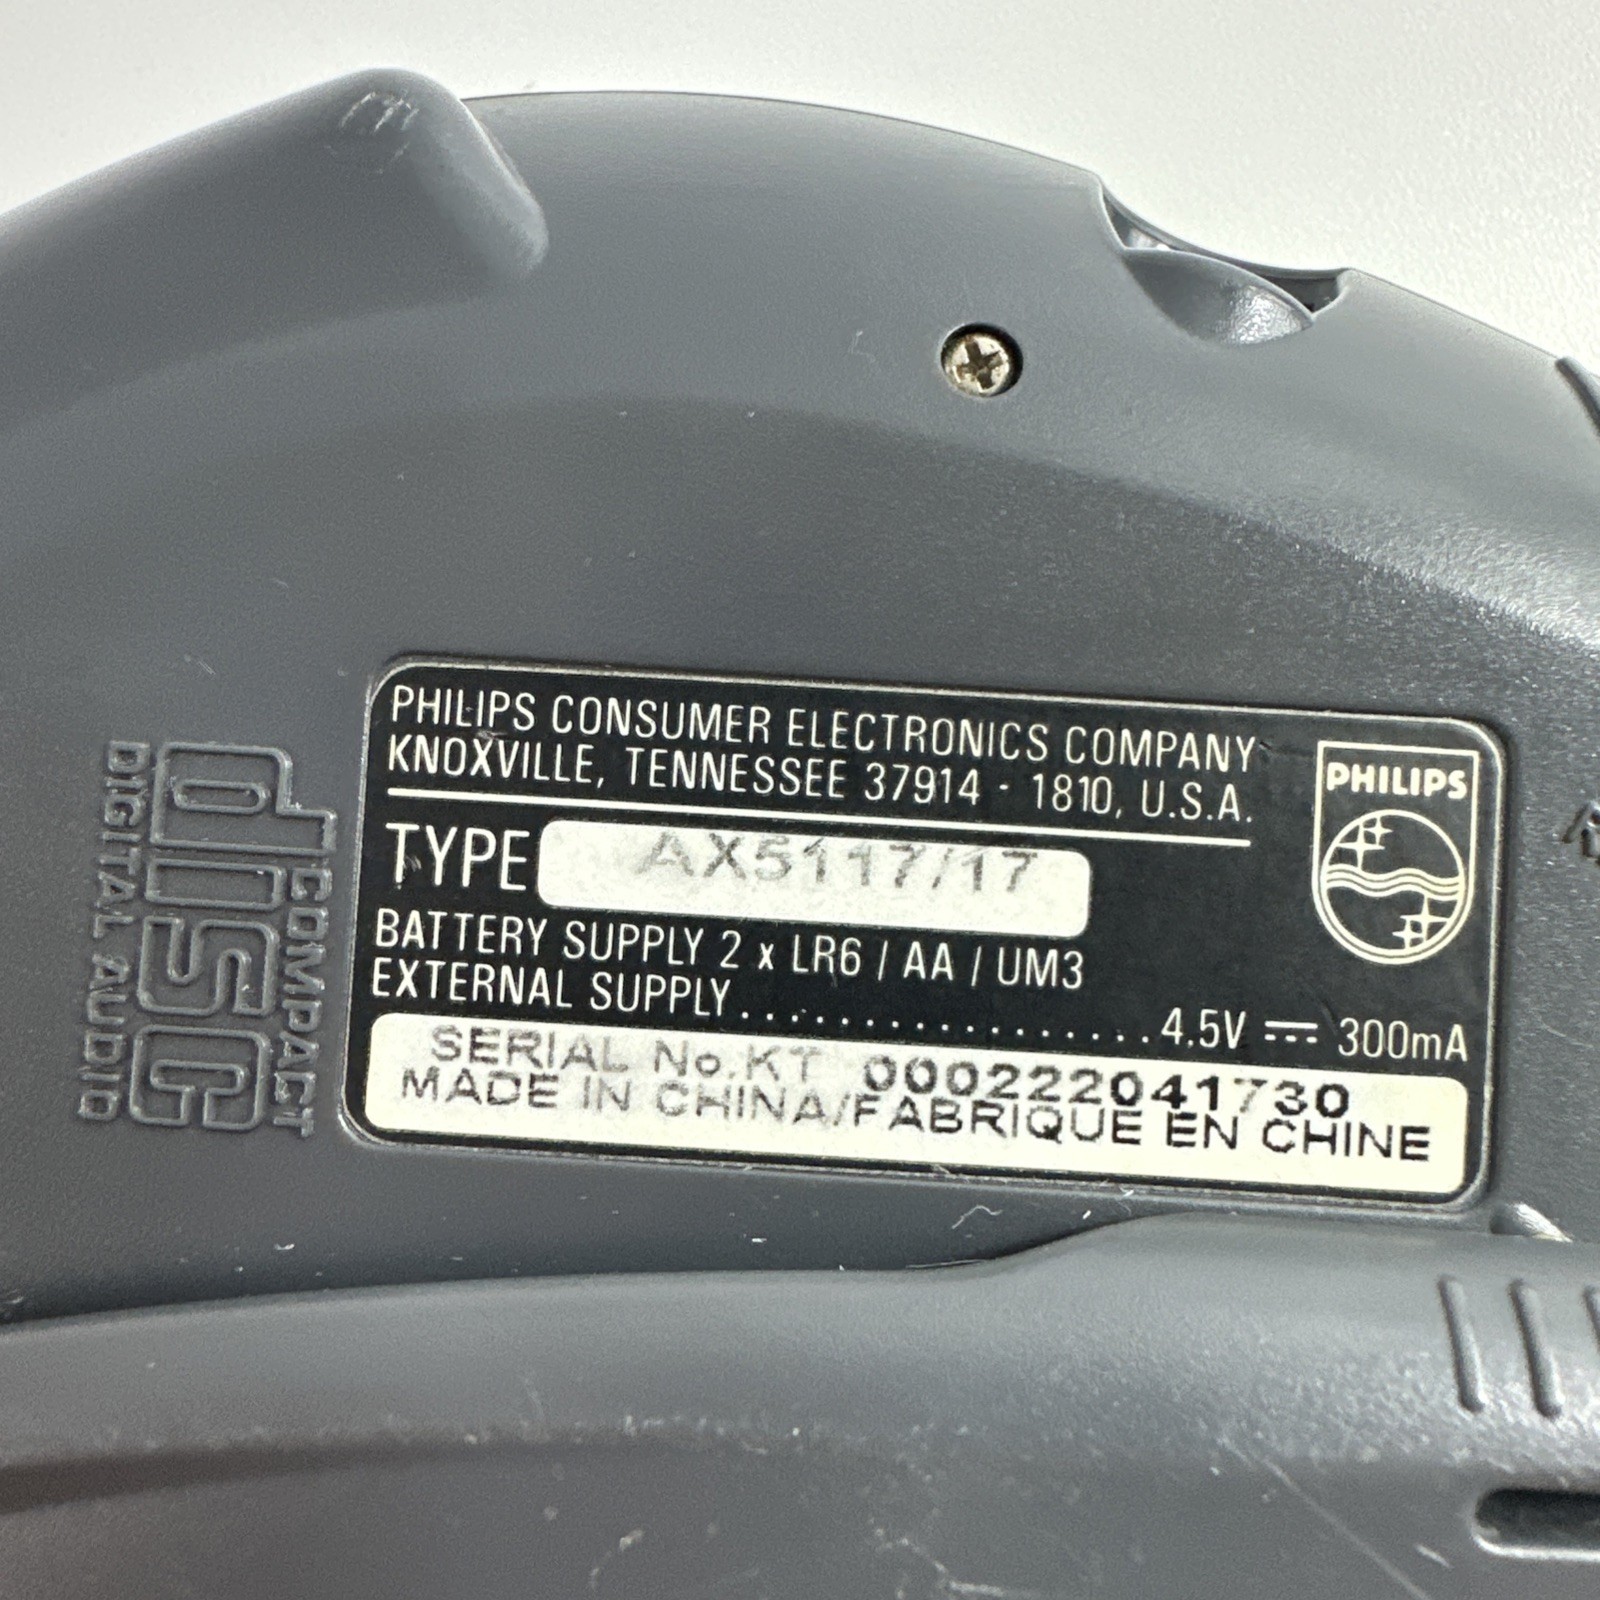 PHILIPS CONSUMER ELECTRONICS COMPANY
KNOXVILLE, TENNESSEE 37914 - 1810, U.S.A.
PHILIPS
TYPE AX5117/17
BATTERY SUPPLY 2 x LR6 / AA / UM3
EXTERNAL SUPPLY.................. 4.5V ⎓ 300mA
SERIAL No.KT 000222041730
MADE IN CHINA/FABRIQUE EN CHINE
COMPACT
disc
DIGITAL AUDIO